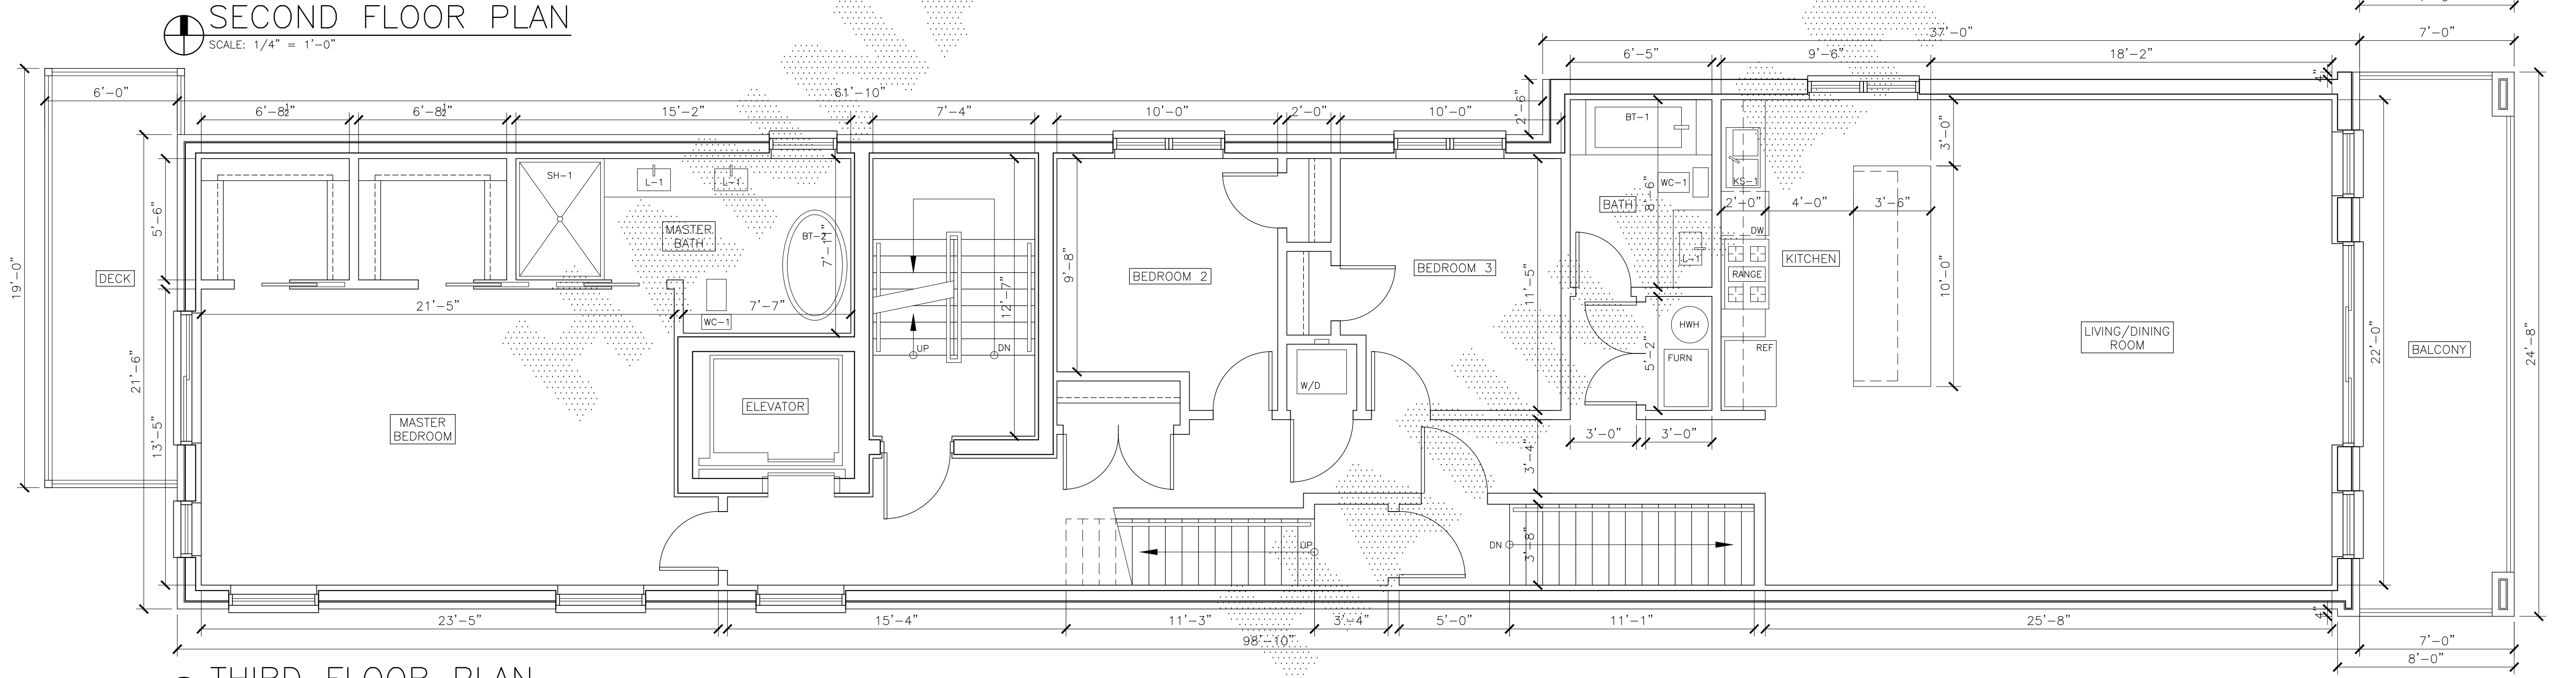 SECOND FLOOR PLAN
SCALE: 1/4" = 1'-0"
37'-0"
7'-0"
6'-5"
9'-6"
18'-2"
4"
6'-0"
61'-10"
2'-6"
6'-8½"
6'-8½"
15'-2"
7'-4"
10'-0"
2'-0"
10'-0"
BT-1
3'-0"
SH-1
L-1
L-1
WC-1
KS-1
8'-6"
BATH
2'-0"
4'-0"
3'-6"
5'-6"
MASTER
BATH
BT-2
7'-11"
DW
L-1
KITCHEN
RANGE
19'-0"
DECK
9'-8"
BEDROOM 2
BEDROOM 3
11'-5"
10'-0"
21'-5"
7'-7"
WC-1
12'-7"
HWH
LIVING/DINING
ROOM
21'-6"
UP
DN
5'-2"
FURN
REF
22'-0"
BALCONY
24'-8"
W/D
ELEVATOR
MASTER
BEDROOM
13'-5"
3'-0"
3'-0"
3'-4"
UP
DN
3'-8"
4"
23'-5"
15'-4"
11'-3"
3'-4"
5'-0"
11'-1"
25'-8"
98'-10"
7'-0"
8'-0"
THIRD FLOOR PLAN